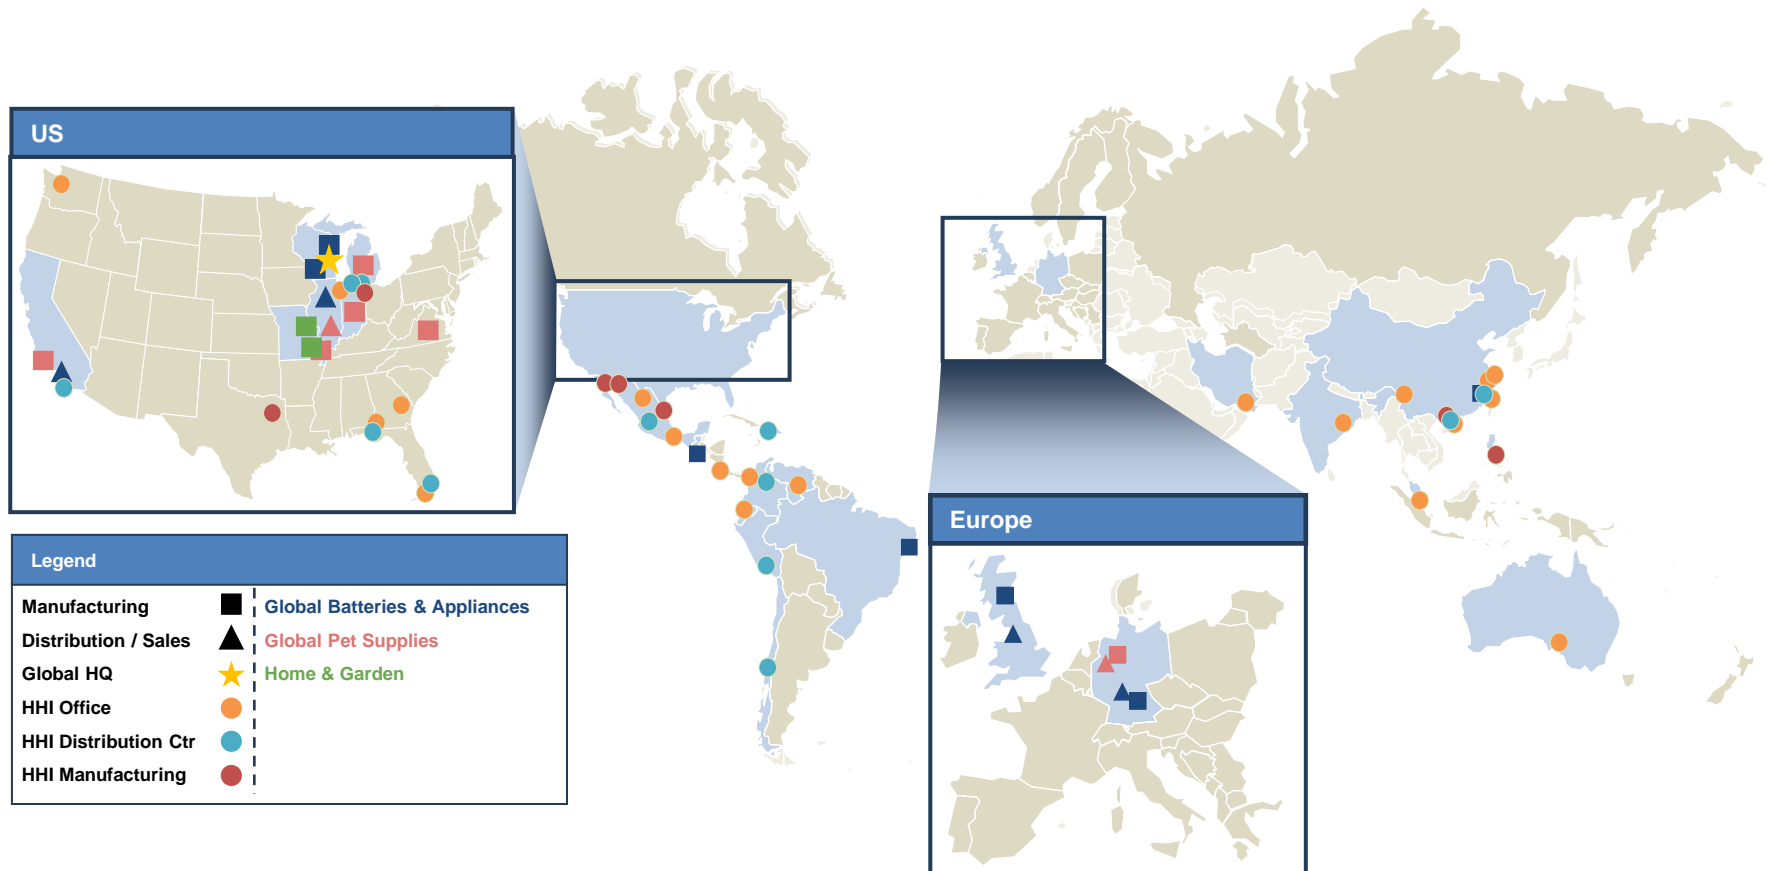 US
Legend
Manufacturing
Global Batteries & Appliances
Distribution / Sales
Global Pet Supplies
Global HQ
Home & Garden
HHI Office
HHI Distribution Ctr
HHI Manufacturing
Europe